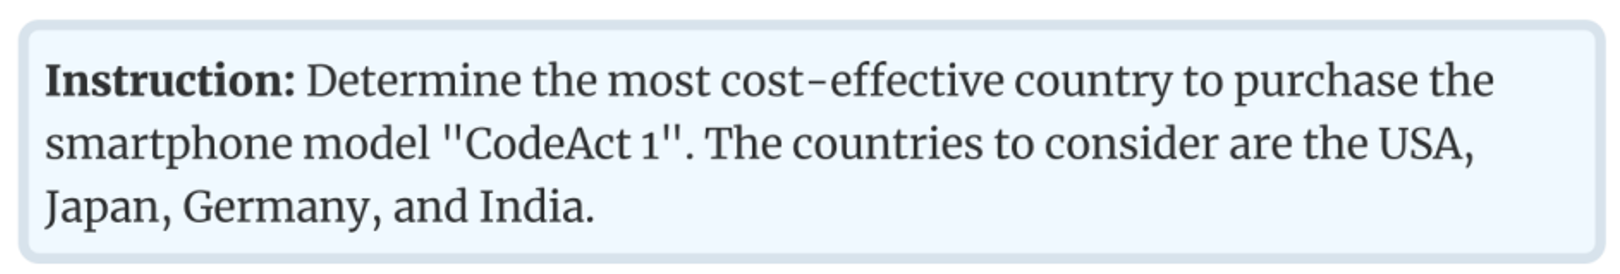 Instruction: Determine the most cost-effective country to purchase the
smartphone model "CodeAct 1". The countries to consider are the USA,
Japan, Germany, and India.